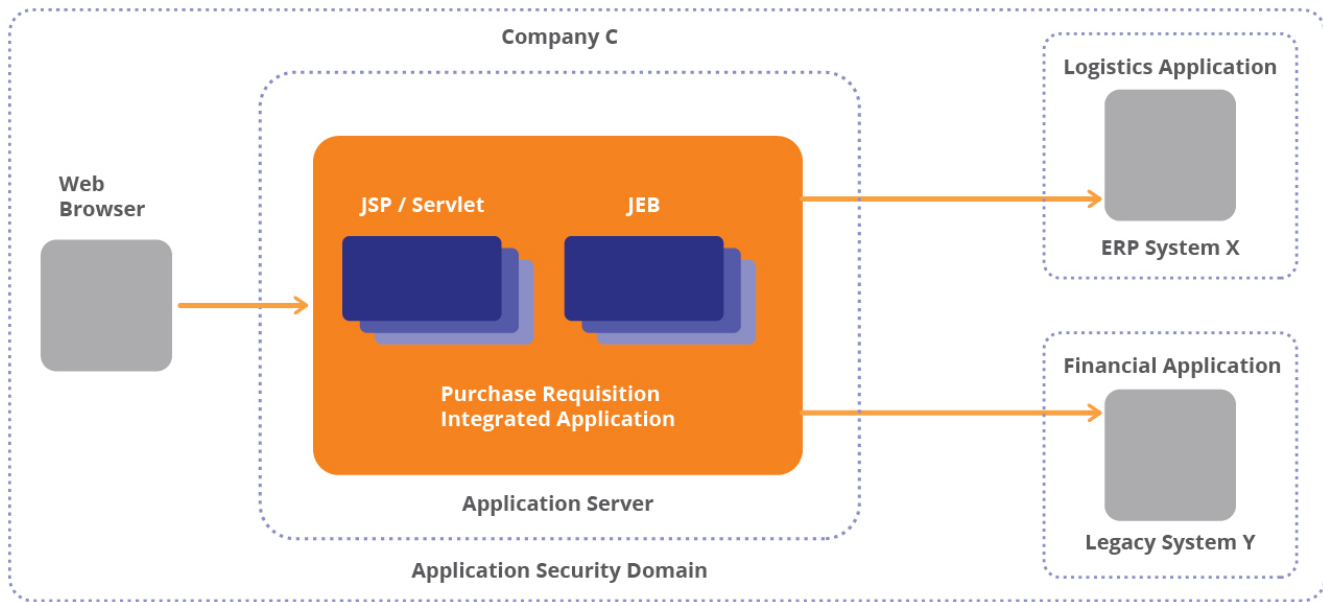 Company C
Logistics Application
Web
Browser
JSP / Servlet
JEB
ERP System X
Purchase Requisition
Integrated Application
Financial Application
Application Server
Legacy System Y
Application Security Domain